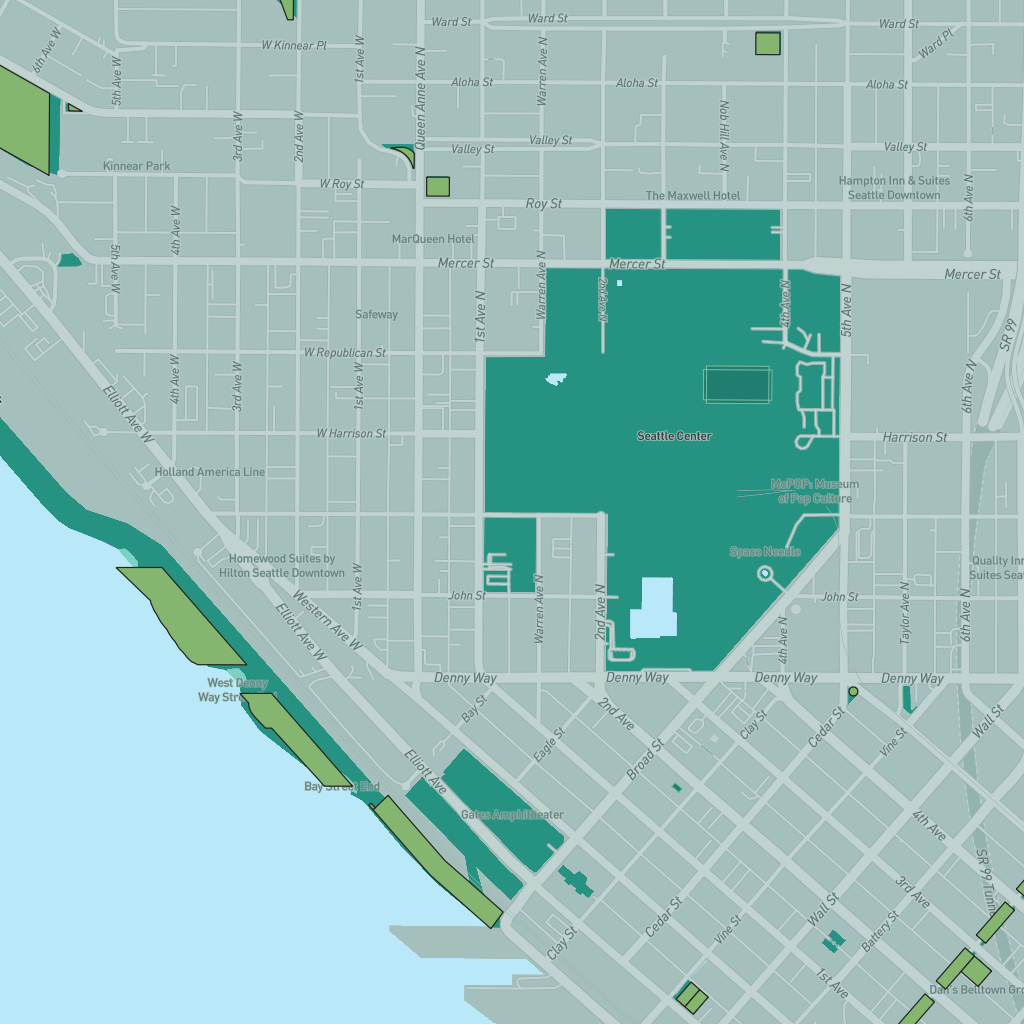 Ward St
Ward St
Ward St
6th Ave W
W Kinnear Pl
1st Ave W
Queen Anne Ave N
Warren Ave N
Ward Pl
5th Ave W
Aloha St
Aloha St
Aloha St
3rd Ave W
2nd Ave W
Nob Hill Ave N
Valley St
Valley St
Valley St
Kinnear Park
W Roy St
Hampton Inn & Suites
Seattle Downtown
6th Ave N
The Maxwell Hotel
Roy St
4th Ave W
MarQueen Hotel
5th Ave W
Mercer St
Mercer St
Mercer St
Warren Ave N
4th Ave N
5th Ave N
1st Ave N
Safeway
SR 99
W Republican St
4th Ave W
3rd Ave W
1st Ave W
6th Ave N
Elliott Ave W
W Harrison St
Seattle Center
Harrison St
Holland America Line
MoPOP: Museum
of Pop Culture
Space Needle
Homewood Suites by
Hilton Seattle Downtown
Quality Inn
Suites Sea
1st Ave W
John St
Warren Ave N
2nd Ave N
John St
Taylor Ave N
6th Ave N
4th Ave N
Western Ave W
Elliott Ave W
Denny Way
Denny Way
Denny Way
Denny Way
West Denny
Way Stre
Bay St
2nd Ave
Clay St
Cedar St
Wall St
Eagle St
Broad St
Vine St
Elliott Ave
Bay Street End
Gates Amphitheater
4th Ave
SR 99 Tunne
3rd Ave
Cedar St
Wall St
Vine St
Battery St
Clay St
1st Ave
Dan's Belltown Gro